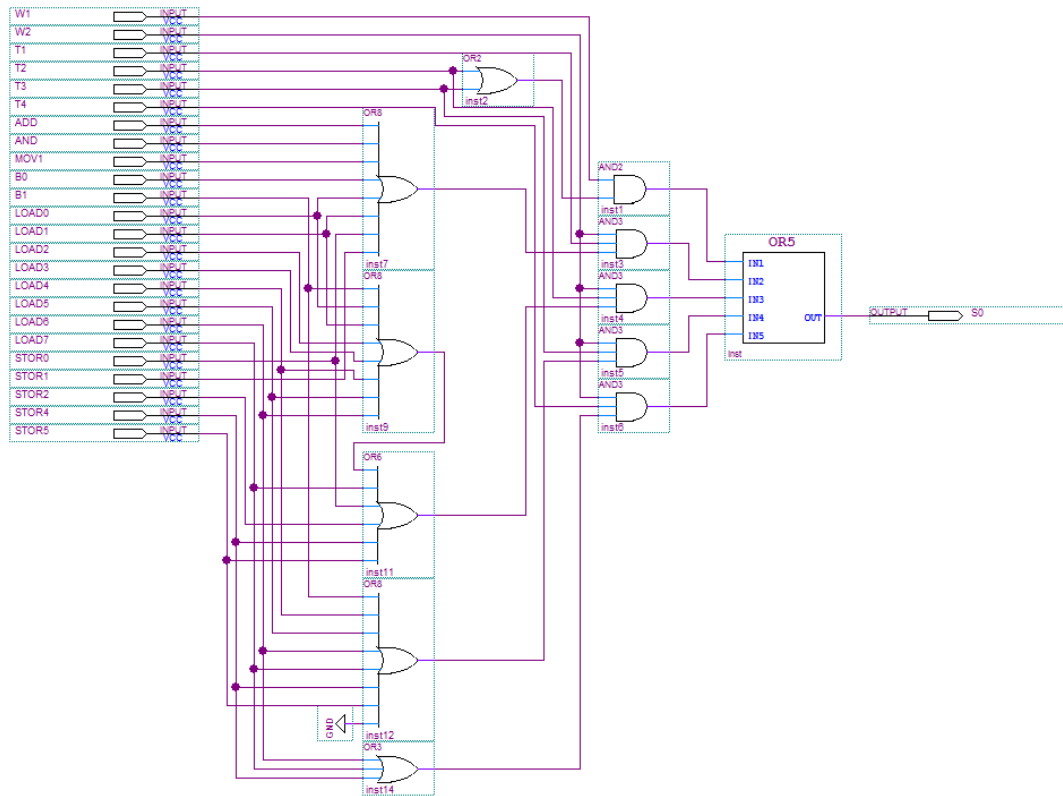 W1 INPUT VCC
W2 INPUT VCC
T1 INPUT VCC
T2 INPUT VCC
T3 INPUT VCC
T4 INPUT VCC
ADD INPUT VCC
AND INPUT VCC
MOV1 INPUT VCC
B0 INPUT VCC
B1 INPUT VCC
LOAD0 INPUT VCC
LOAD1 INPUT VCC
LOAD2 INPUT VCC
LOAD3 INPUT VCC
LOAD4 INPUT VCC
LOAD5 INPUT VCC
LOAD6 INPUT VCC
LOAD7 INPUT VCC
STOR0 INPUT VCC
STOR1 INPUT VCC
STOR2 INPUT VCC
STOR4 INPUT VCC
STOR5 INPUT VCC
OR2
inst2
OR8
inst7
OR8
inst9
OR6
inst11
OR8
GND
inst12
OR3
inst14
AND2
inst1
AND3
inst3
AND3
inst4
AND3
inst5
AND3
inst6
OR5
IN1
IN2
IN3
IN4 OUT
IN5
inst
OUTPUT S0